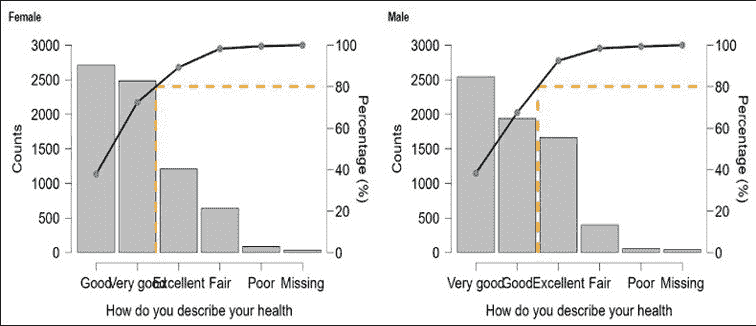 Female
3000
2500
2000
1500
1000
500
0
Counts
100
80
60
40
20
0
Percentage (%)
Good Very good Excellent Fair Poor Missing
How do you describe your health
Male
3000
2500
2000
1500
1000
500
0
Counts
100
80
60
40
20
0
Percentage (%)
Very good Good Excellent Fair Poor Missing
How do you describe your health